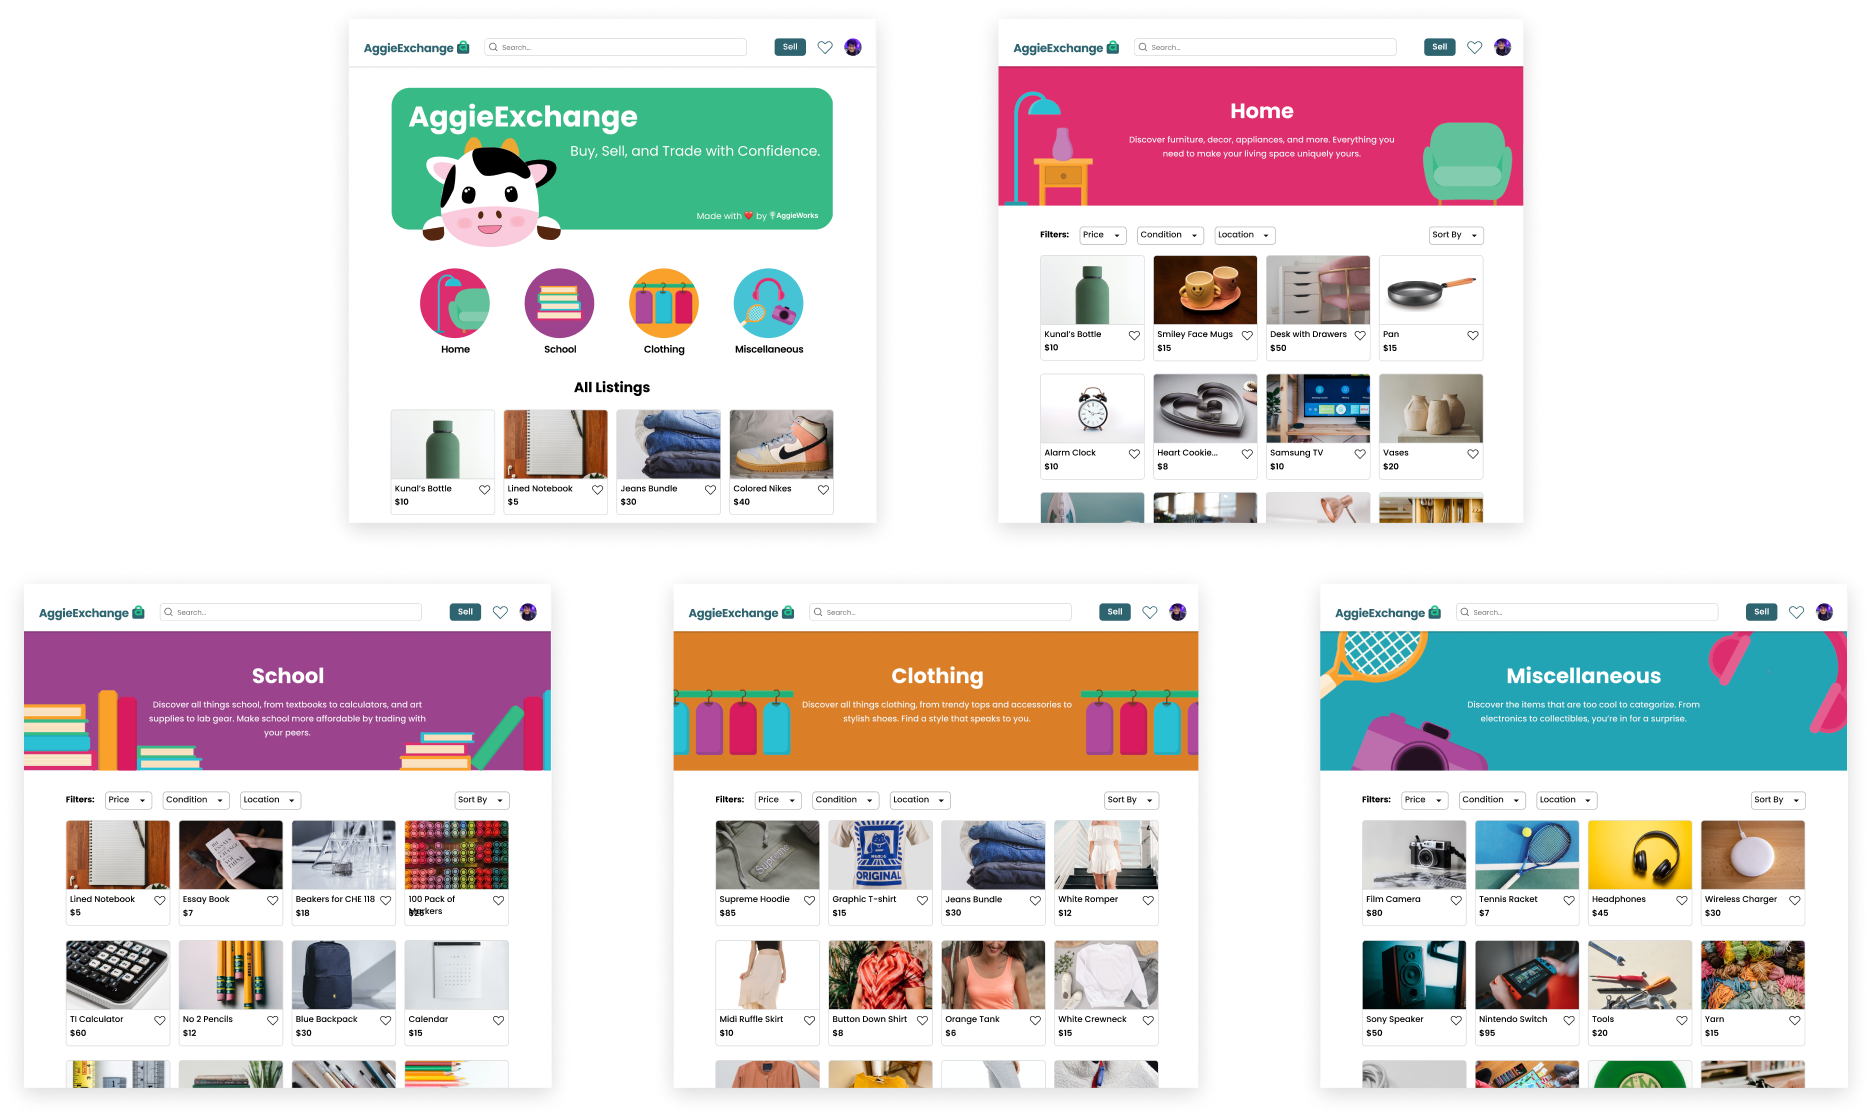 AggieExchange
Search...
Sell
AggieExchange
Buy, Sell, and Trade with Confidence.
Made with ❤️ by AggieWorks
Home
School
Clothing
Miscellaneous
All Listings
Kunal's Bottle
$10
Lined Notebook
$5
Jeans Bundle
$30
Colored Nikes
$40
AggieExchange
Search...
Sell
Home
Discover furniture, decor, appliances, and more. Everything you
need to make your living space uniquely yours.
Filters:
Price
Condition
Location
Sort By
Kunal's Bottle
$10
Smiley Face Mugs
$15
Desk with Drawers
$50
Pan
$15
Alarm Clock
$10
Heart Cookie...
$8
Samsung TV
$10
Vases
$20
AggieExchange
Search...
Sell
School
Discover all things school, from textbooks to calculators, and art
supplies to lab gear. Make school more affordable by trading with
your peers.
Filters:
Price
Condition
Location
Sort By
Lined Notebook
$5
Essay Book
$7
Beakers for CHE 118
$18
100 Pack of
Markers
TI Calculator
$60
No 2 Pencils
$12
Blue Backpack
$30
Calendar
$15
AggieExchange
Search...
Sell
Clothing
Discover all things clothing, from trendy tops and accessories to
stylish shoes. Find a style that speaks to you.
Filters:
Price
Condition
Location
Sort By
Supreme
ORIGINAL
Supreme Hoodie
$85
Graphic T-shirt
$15
Jeans Bundle
$30
White Romper
$12
Midi Ruffle Skirt
$10
Button Down Shirt
$8
Orange Tank
$6
White Crewneck
$15
AggieExchange
Search...
Sell
Miscellaneous
Discover the items that are too cool to categorize. From
electronics to collectibles, you're in for a surprise.
Filters:
Price
Condition
Location
Sort By
Film Camera
$80
Tennis Racket
$7
Headphones
$45
Wireless Charger
$30
Sony Speaker
$50
Nintendo Switch
$95
Tools
$20
Yarn
$15